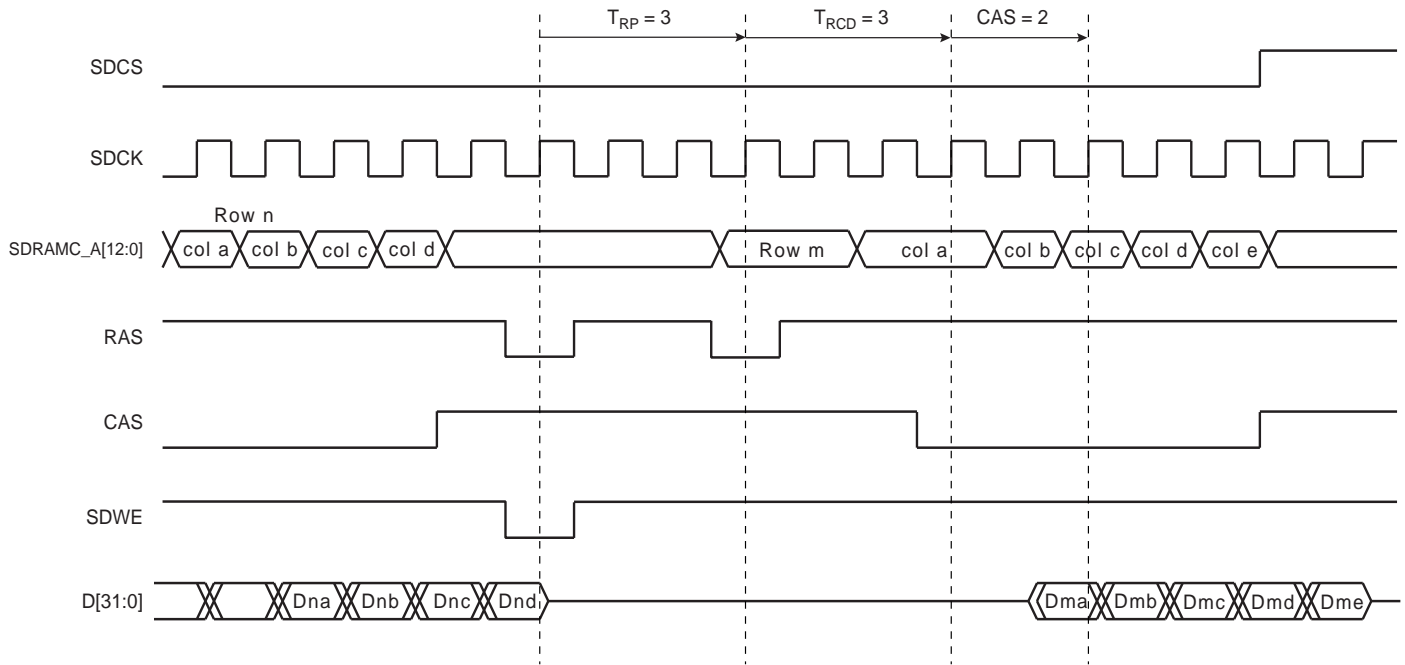 T_RP = 3 T_RCD = 3 CAS = 2
SDCS
SDCK
Row n
SDRAMC_A[12:0] col a col b col c col d Row m col a col b col c col d col e
RAS
CAS
SDWE
D[31:0] Dna Dnb Dnc Dnd Dma Dmb Dmc Dmd Dme